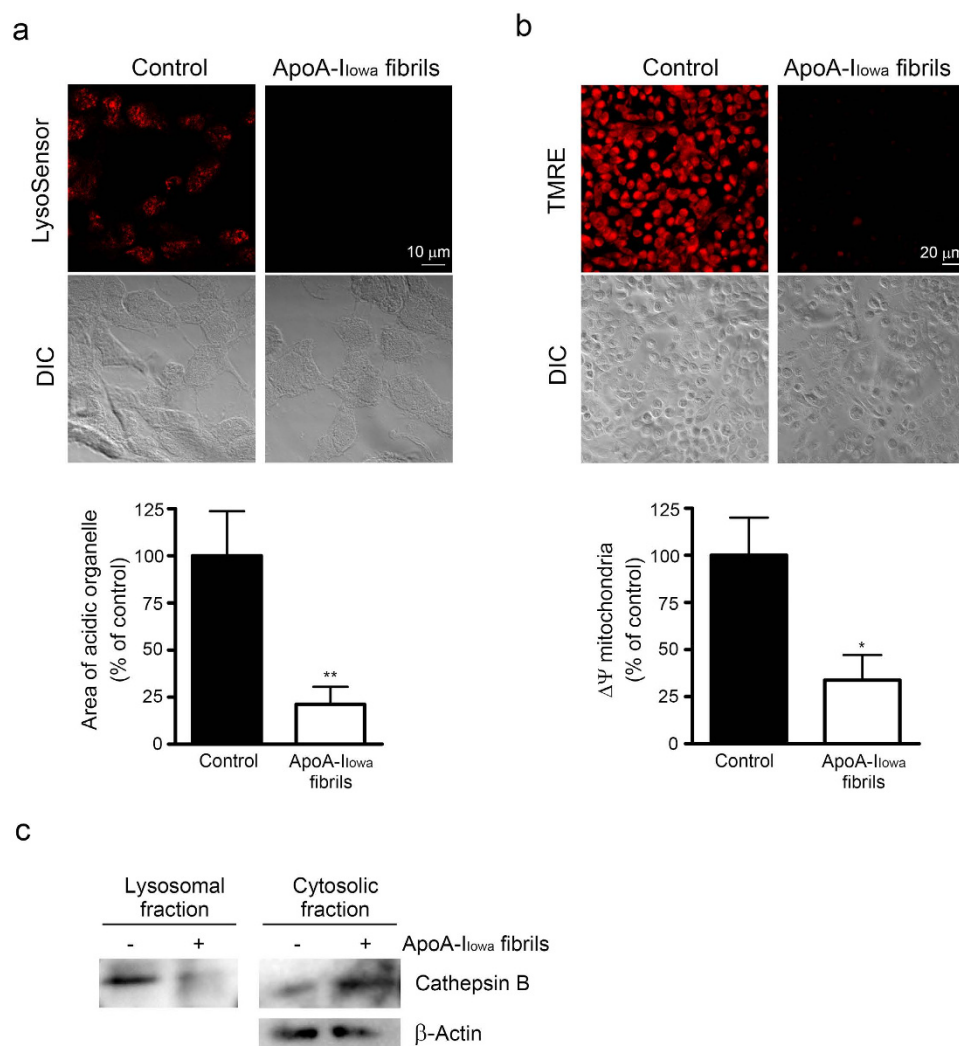 a
Control
ApoA-IIowa fibrils
LysoSensor
10 μm
DIC
Area of acidic organelle
(% of control)
125
100
75
50
25
0
**
Control
ApoA-IIowa
fibrils
b
Control
ApoA-IIowa fibrils
TMRE
20 μm
DIC
ΔΨ mitochondria
(% of control)
125
100
75
50
25
0
*
Control
ApoA-IIowa
fibrils
c
Lysosomal
fraction
Cytosolic
fraction
- + - + ApoA-IIowa fibrils
Cathepsin B
β-Actin